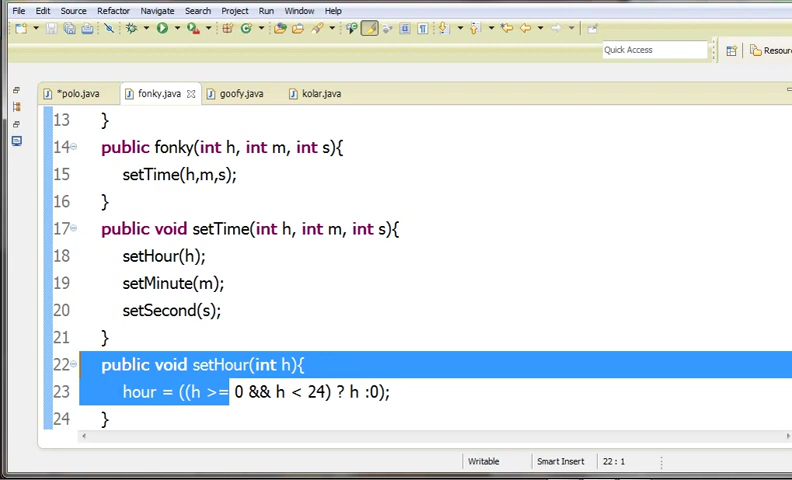 File Edit Source Refactor Navigate Search Project Run Window Help
Quick Access
Resour
*polo.java fonky.java goofy.java kolar.java
13 }
14 public fonky(int h, int m, int s){
15 setTime(h,m,s);
16 }
17 public void setTime(int h, int m, int s){
18 setHour(h);
19 setMinute(m);
20 setSecond(s);
21 }
22 public void setHour(int h){
23 hour = ((h >= 0 && h < 24) ? h :0);
24 }
Writable Smart Insert 22 : 1